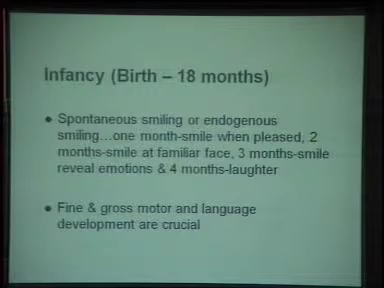 Infancy (Birth – 18 months)
● Spontaneous smiling or endogenous
smiling...one month-smile when pleased, 2
months-smile at familiar face, 3 months-smile
reveal emotions & 4 months-laughter
● Fine & gross motor and language
development are crucial